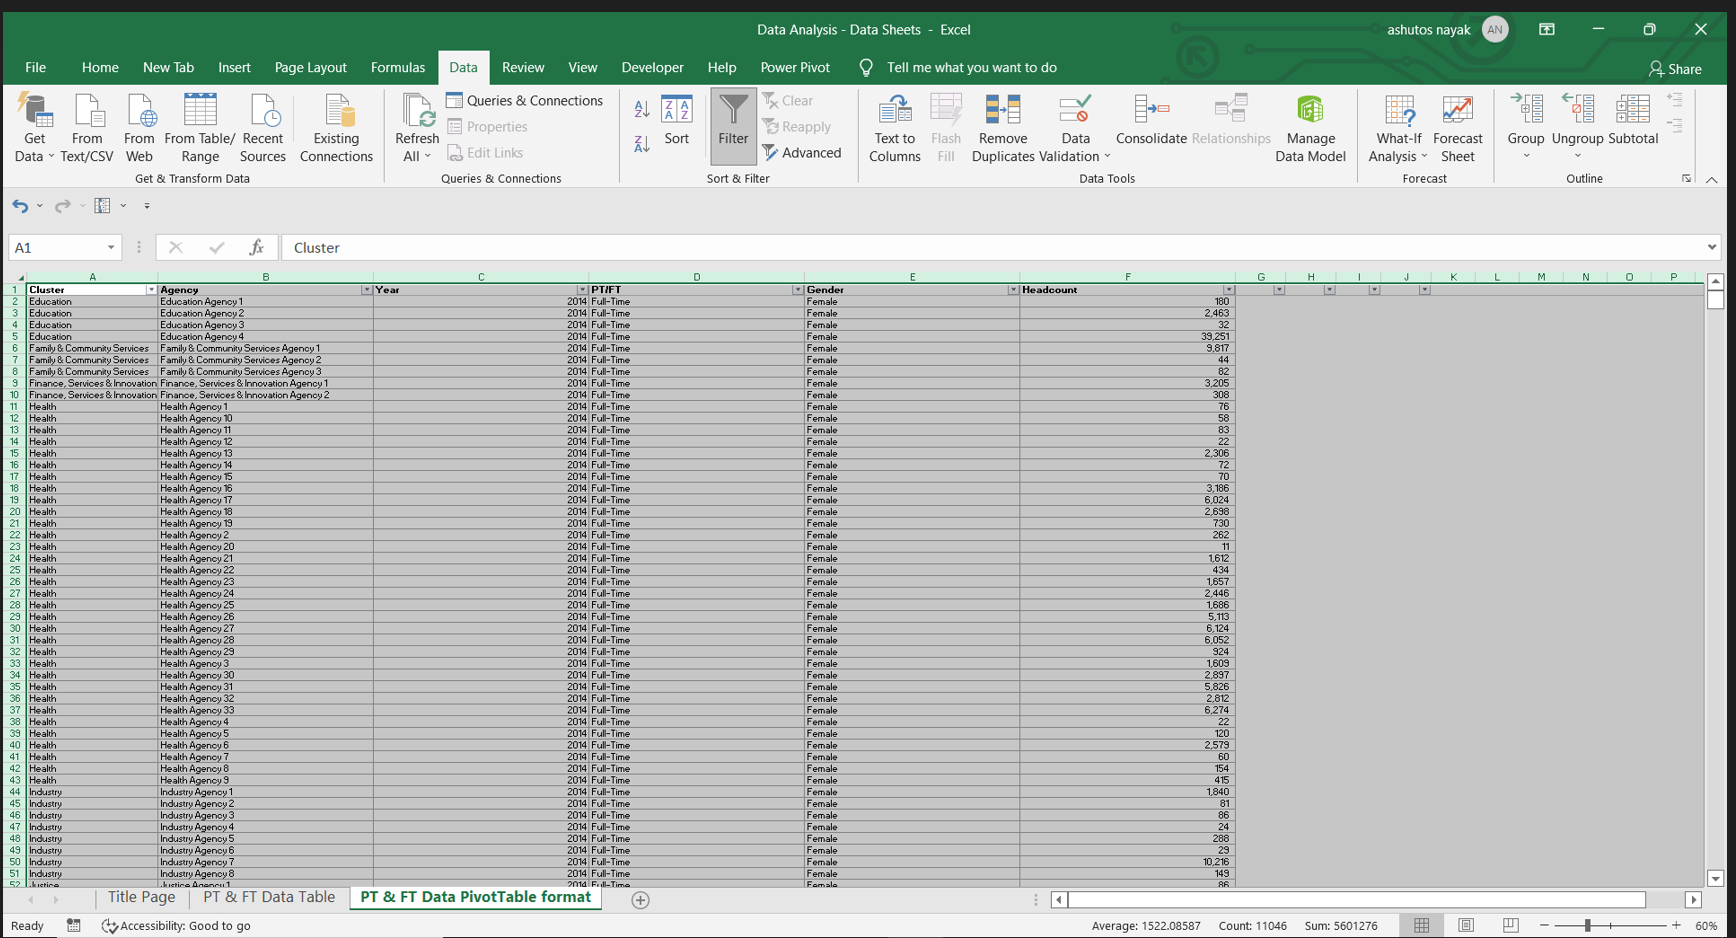 Data Analysis - Data Sheets - Excel
ashutos nayak AN
File Home New Tab Insert Page Layout Formulas Data Review View Developer Help Power Pivot Tell me what you want to do Share
Get Data
From Text/CSV
From Web
From Table/ Range
Recent Sources
Existing Connections
Get & Transform Data
Refresh All
Queries & Connections
Properties
Edit Links
Queries & Connections
Sort
Filter
Clear
Reapply
Advanced
Sort & Filter
Text to Columns
Flash Fill
Remove Duplicates
Data Validation
Consolidate
Relationships
Manage Data Model
Data Tools
What-If Analysis
Forecast Sheet
Forecast
Group
Ungroup
Subtotal
Outline
A1 fx Cluster
A B C D E F G H I J K L M N O P
1 Cluster Agency Year PT/FT Gender Headcount
2 Education Education Agency 1 2014 Full-Time Female 180
3 Education Education Agency 2 2014 Full-Time Female 2,463
4 Education Education Agency 3 2014 Full-Time Female 32
5 Education Education Agency 4 2014 Full-Time Female 39,251
6 Family & Community Services Family & Community Services Agency 1 2014 Full-Time Female 9,817
7 Family & Community Services Family & Community Services Agency 2 2014 Full-Time Female 44
8 Family & Community Services Family & Community Services Agency 3 2014 Full-Time Female 82
9 Finance, Services & Innovation Finance, Services & Innovation Agency 1 2014 Full-Time Female 3,205
10 Finance, Services & Innovation Finance, Services & Innovation Agency 2 2014 Full-Time Female 308
11 Health Health Agency 1 2014 Full-Time Female 76
12 Health Health Agency 10 2014 Full-Time Female 58
13 Health Health Agency 11 2014 Full-Time Female 83
14 Health Health Agency 12 2014 Full-Time Female 22
15 Health Health Agency 13 2014 Full-Time Female 2,306
16 Health Health Agency 14 2014 Full-Time Female 72
17 Health Health Agency 15 2014 Full-Time Female 70
18 Health Health Agency 16 2014 Full-Time Female 3,186
19 Health Health Agency 17 2014 Full-Time Female 6,024
20 Health Health Agency 18 2014 Full-Time Female 2,698
21 Health Health Agency 19 2014 Full-Time Female 730
22 Health Health Agency 2 2014 Full-Time Female 262
23 Health Health Agency 20 2014 Full-Time Female 11
24 Health Health Agency 21 2014 Full-Time Female 1,612
25 Health Health Agency 22 2014 Full-Time Female 434
26 Health Health Agency 23 2014 Full-Time Female 1,657
27 Health Health Agency 24 2014 Full-Time Female 2,446
28 Health Health Agency 25 2014 Full-Time Female 1,686
29 Health Health Agency 26 2014 Full-Time Female 5,113
30 Health Health Agency 27 2014 Full-Time Female 6,124
31 Health Health Agency 28 2014 Full-Time Female 6,052
32 Health Health Agency 29 2014 Full-Time Female 924
33 Health Health Agency 3 2014 Full-Time Female 1,609
34 Health Health Agency 30 2014 Full-Time Female 2,897
35 Health Health Agency 31 2014 Full-Time Female 5,826
36 Health Health Agency 32 2014 Full-Time Female 2,812
37 Health Health Agency 33 2014 Full-Time Female 6,274
38 Health Health Agency 4 2014 Full-Time Female 22
39 Health Health Agency 5 2014 Full-Time Female 120
40 Health Health Agency 6 2014 Full-Time Female 2,579
41 Health Health Agency 7 2014 Full-Time Female 60
42 Health Health Agency 8 2014 Full-Time Female 154
43 Health Health Agency 9 2014 Full-Time Female 415
44 Industry Industry Agency 1 2014 Full-Time Female 1,840
45 Industry Industry Agency 2 2014 Full-Time Female 81
46 Industry Industry Agency 3 2014 Full-Time Female 86
47 Industry Industry Agency 4 2014 Full-Time Female 24
48 Industry Industry Agency 5 2014 Full-Time Female 288
49 Industry Industry Agency 6 2014 Full-Time Female 29
50 Industry Industry Agency 7 2014 Full-Time Female 10,216
51 Industry Industry Agency 8 2014 Full-Time Female 149
52 Justice Justice Agency 1 2014 Full-Time Female 86
Title Page PT & FT Data Table PT & FT Data PivotTable format
Ready Accessibility: Good to go Average: 1522.08587 Count: 11046 Sum: 5601276 60%